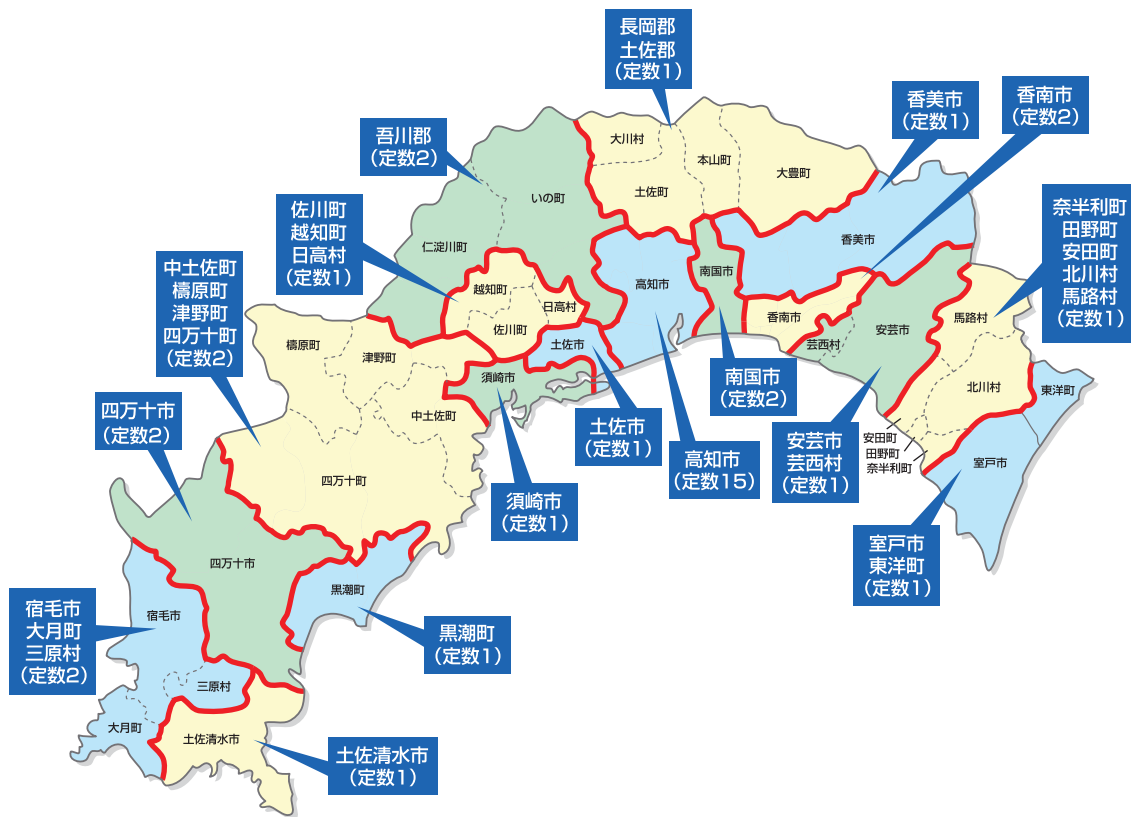 長岡郡
土佐郡
（定数1）
香美市
（定数1）
香南市
（定数2）
吾川郡
（定数2）
佐川町
越知町
日高村
（定数1）
奈半利町
田野町
安田町
北川村
馬路村
（定数1）
中土佐町
檮原町
津野町
四万十町
（定数2）
四万十市
（定数2）
南国市
（定数2）
土佐市
（定数1）
高知市
（定数15）
安芸市
芸西村
（定数1）
須崎市
（定数1）
室戸市
東洋町
（定数1）
宿毛市
大月町
三原村
（定数2）
黒潮町
（定数1）
土佐清水市
（定数1）
大川村
本山町
大豊町
土佐町
いの町
仁淀川町
香美市
南国市
高知市
越知町
日高村
佐川町
香南市
芸西村
安芸市
馬路村
北川村
東洋町
土佐市
須崎市
檮原町
津野町
中土佐町
安田町
田野町
奈半利町
室戸市
四万十町
四万十市
黒潮町
宿毛市
三原村
大月町
土佐清水市